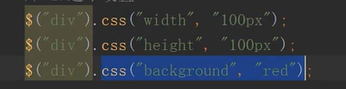 $("div").css("width", "100px");
$("div").css("height", "100px");
$("div").css("background", "red");